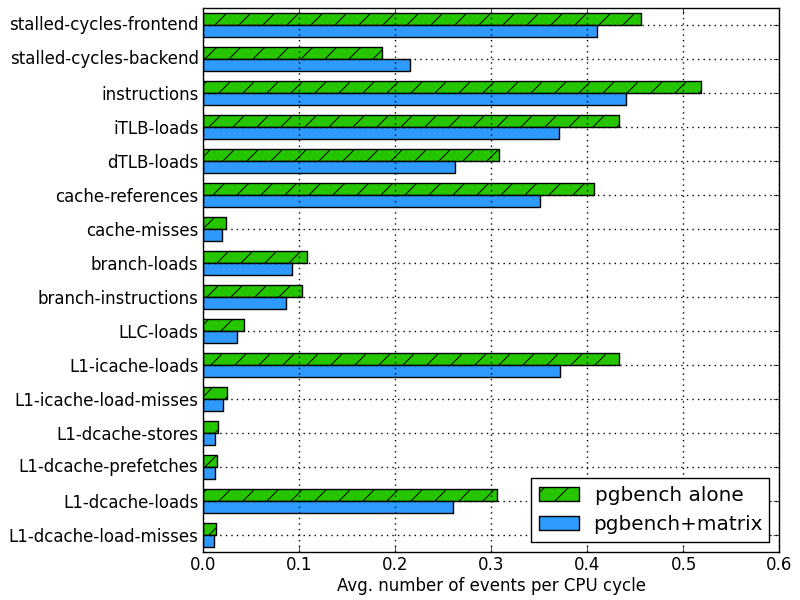 stalled-cycles-frontend
stalled-cycles-backend
instructions
iTLB-loads
dTLB-loads
cache-references
cache-misses
branch-loads
branch-instructions
LLC-loads
L1-icache-loads
L1-icache-load-misses
L1-dcache-stores
L1-dcache-prefetches
L1-dcache-loads
L1-dcache-load-misses
pgbench alone
pgbench+matrix
0.0 0.1 0.2 0.3 0.4 0.5 0.6
Avg. number of events per CPU cycle